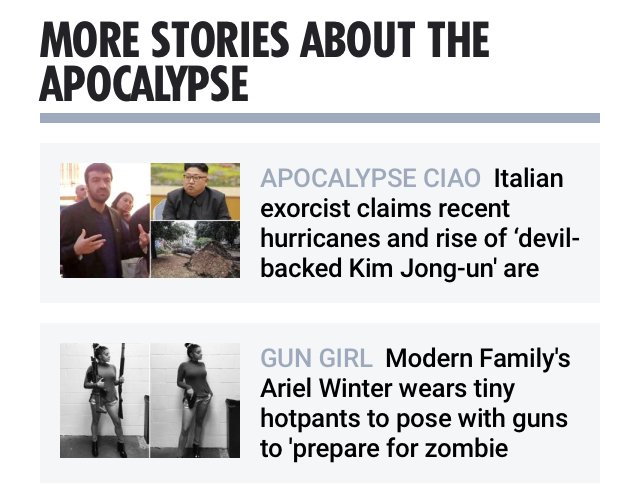 MORE STORIES ABOUT THE
APOCALYPSE
APOCALYPSE CIAO Italian
exorcist claims recent
hurricanes and rise of ‘devil-
backed Kim Jong-un' are
GUN GIRL Modern Family's
Ariel Winter wears tiny
hotpants to pose with guns
to 'prepare for zombie